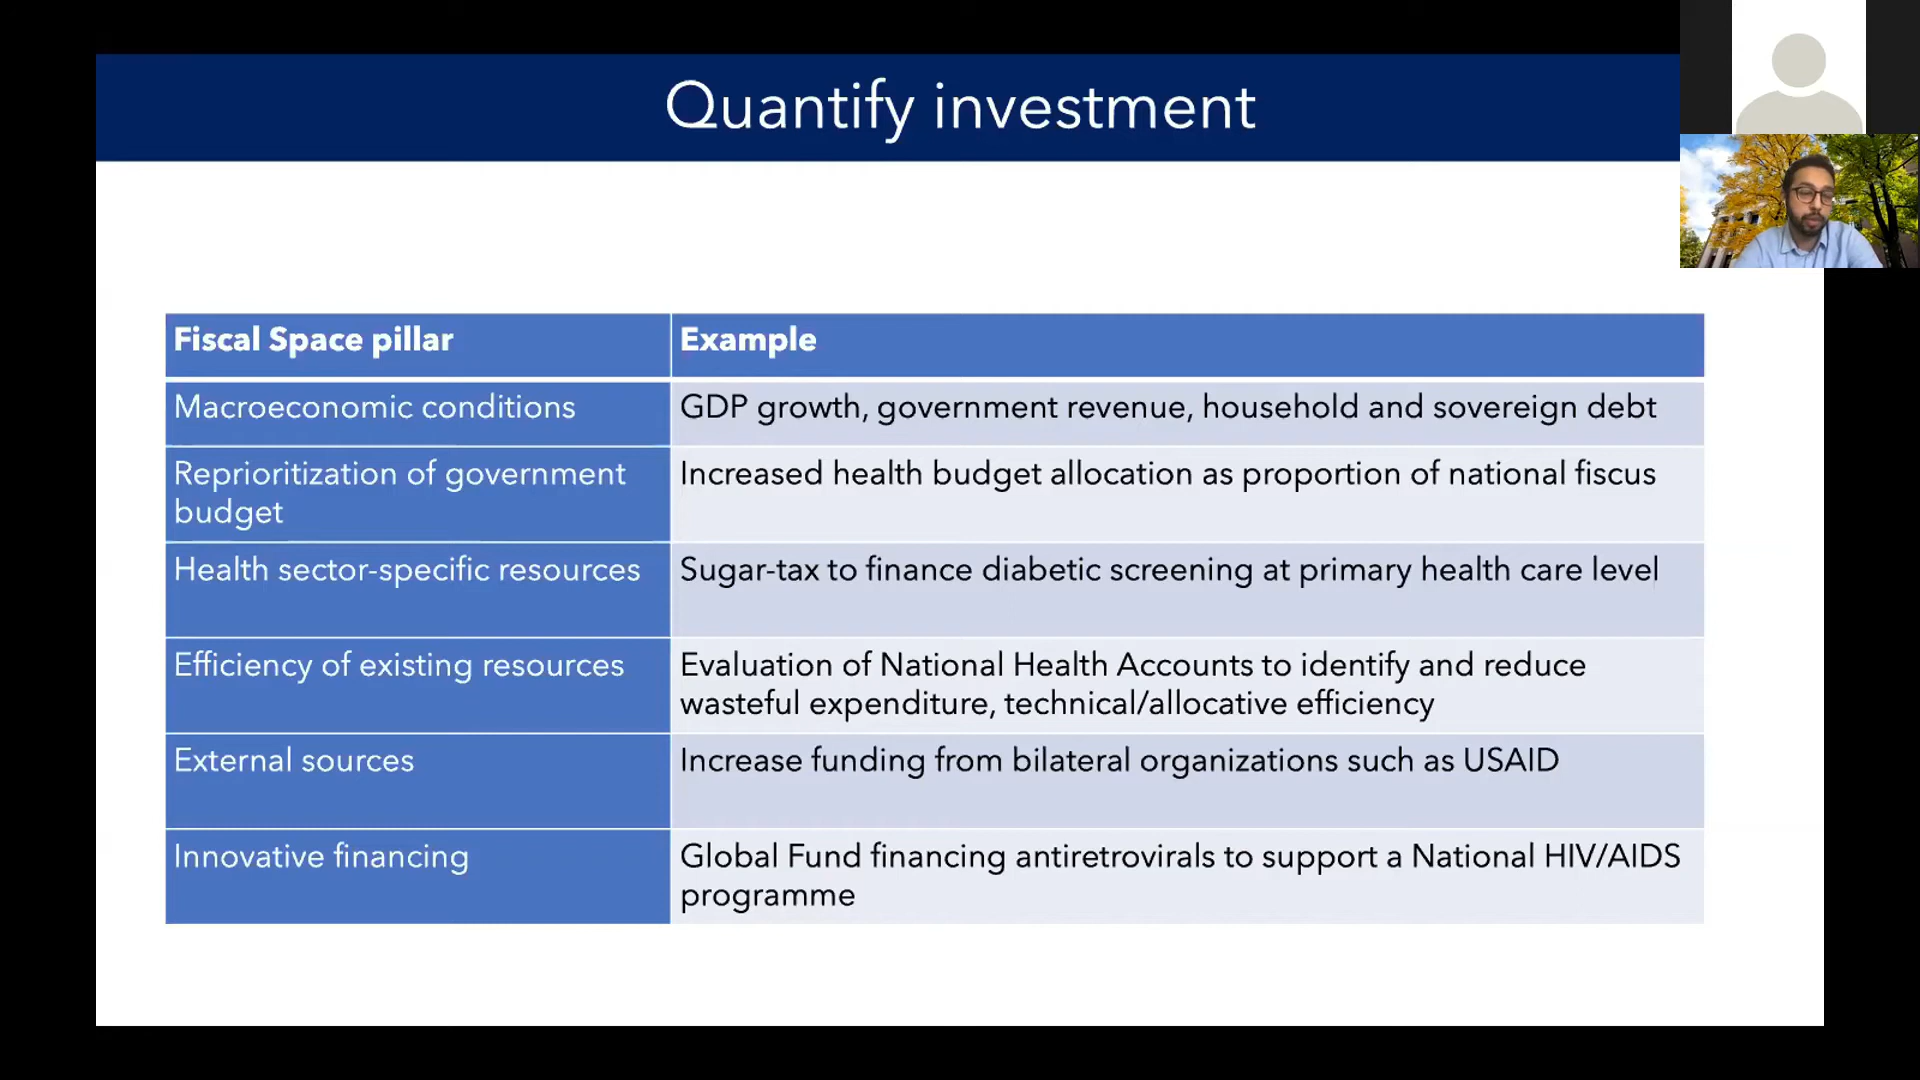 Quantify investment
Fiscal Space pillar
Example
Macroeconomic conditions
GDP growth, government revenue, household and sovereign debt
Reprioritization of government
budget
Increased health budget allocation as proportion of national fiscus
Health sector-specific resources
Sugar-tax to finance diabetic screening at primary health care level
Efficiency of existing resources
Evaluation of National Health Accounts to identify and reduce
wasteful expenditure, technical/allocative efficiency
External sources
Increase funding from bilateral organizations such as USAID
Innovative financing
Global Fund financing antiretrovirals to support a National HIV/AIDS
programme